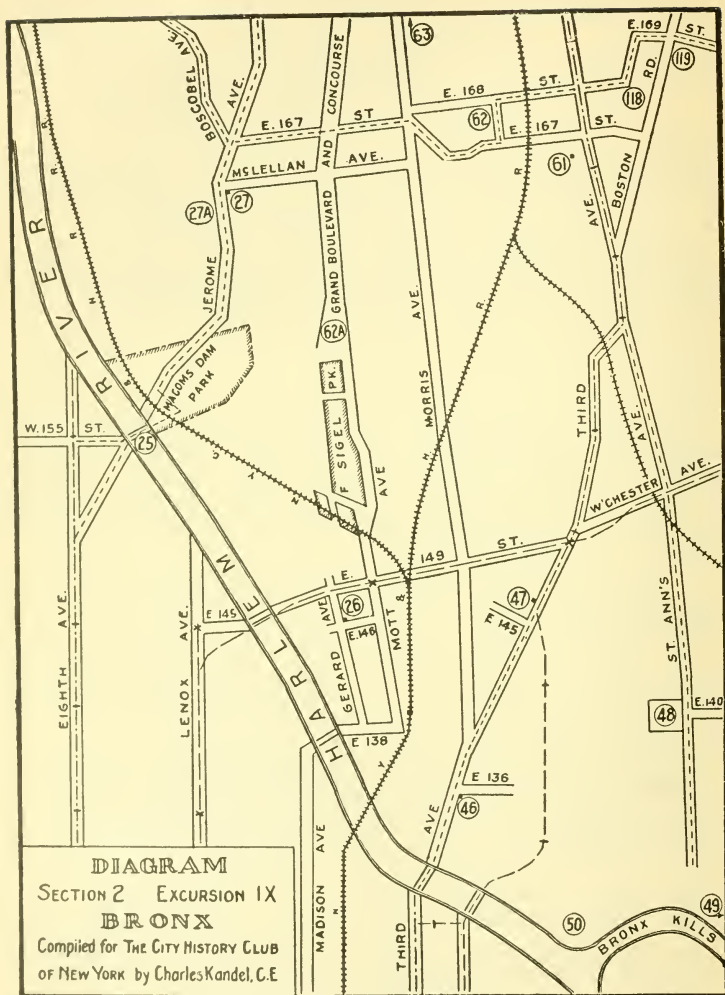 63
E. 169 ST.
119
BOSCOBEL AVE.
AVE.
CONCOURSE
E. 168 ST.
RD.
118
62
E. 167 ST
E. 167 ST.
AND
McLELLAN AVE.
61
BOSTON
27A
27
R. R.
R
JEROME
GRAND BOULEVARD
AVE.
AVE.
H
R.
62A
MACOMS DAM
PARK
PK.
MORRIS
THIRD
RIVER
&
W. 155 ST.
25
F SIGEL
H
AVE.
W'CHESTER AVE.
C
Y
N
AVE
E. 149 ST.
HARLEM
E 145
AVE
26
MOTT &
47
E 145
ST. ANN'S
EIGHTH AVE.
LENOX AVE.
GERARD
E.146
48
E.140
E 138
Y
E 136
46
AVE
MADISON AVE
N
THIRD
T
50
49
BRONX KILLS
DIAGRAM
SECTION 2 EXCURSION IX
BRONX
Compiled for THE CITY HISTORY CLUB
OF NEW YORK by Charles Kandel, C.E